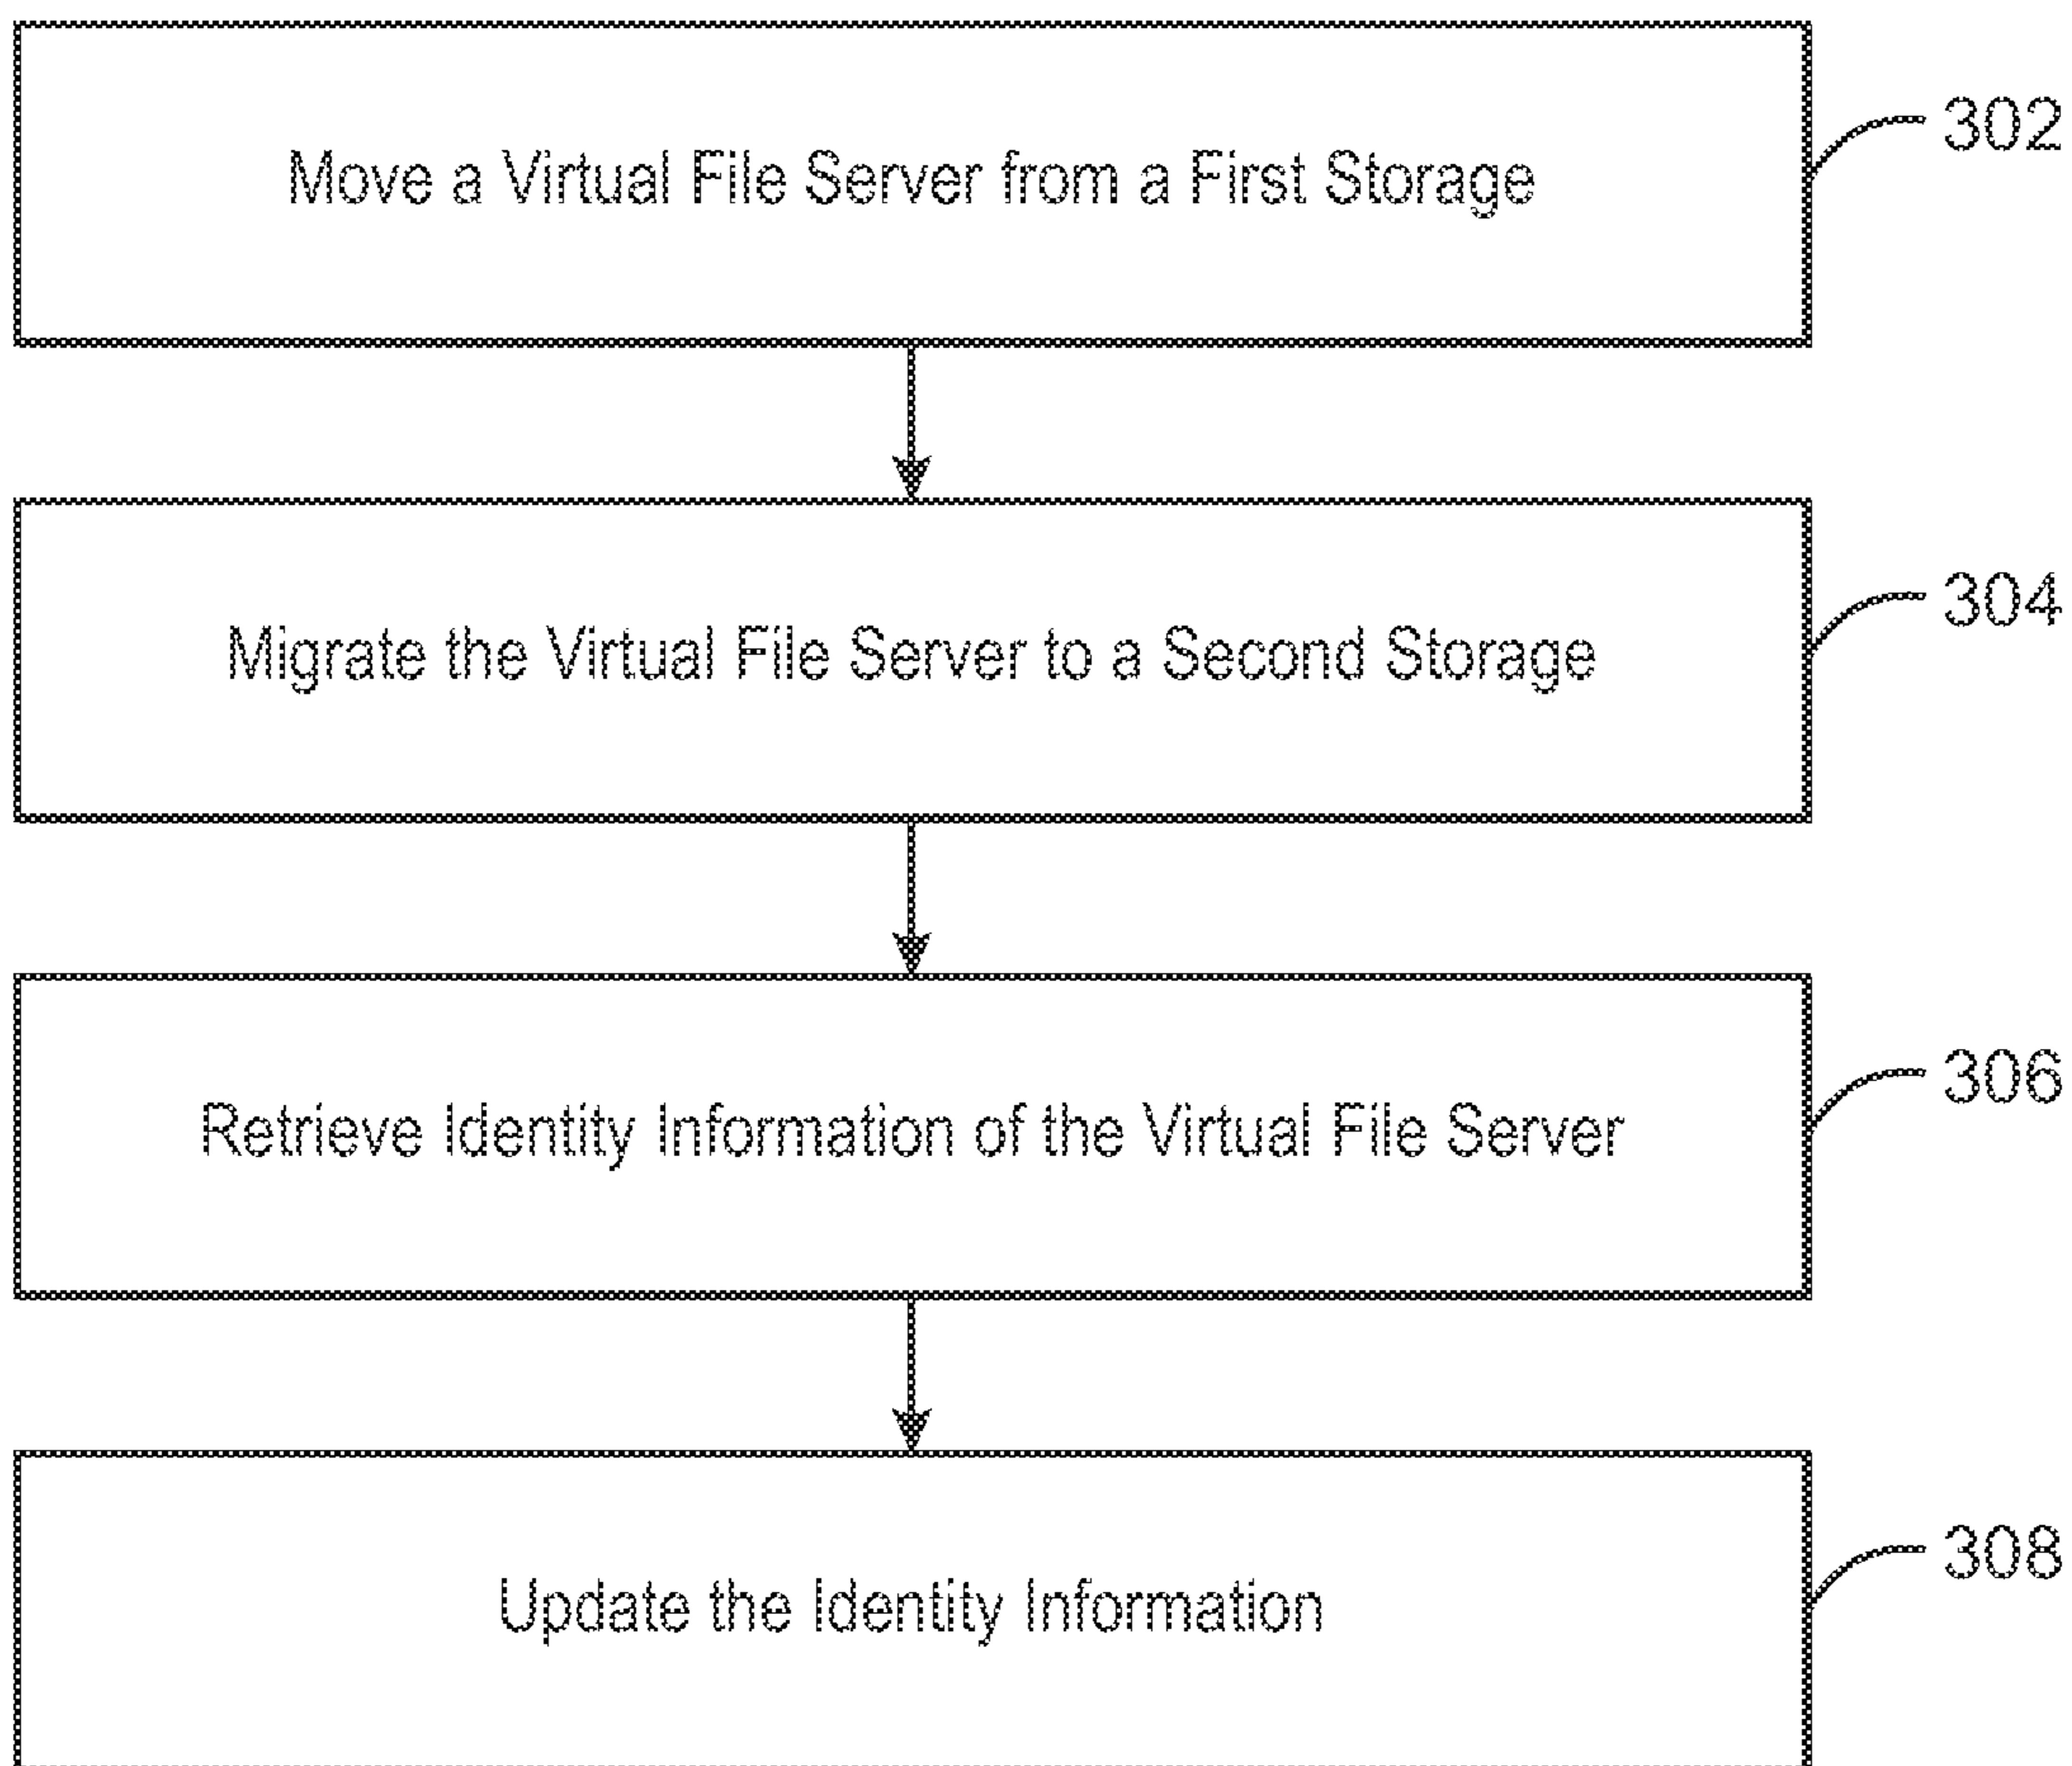 Move a Virtual File Server from a First Storage
302
Migrate the Virtual File Server to a Second Storage
304
Retrieve Identity Information of the Virtual File Server
306
Update the Identity Information
308